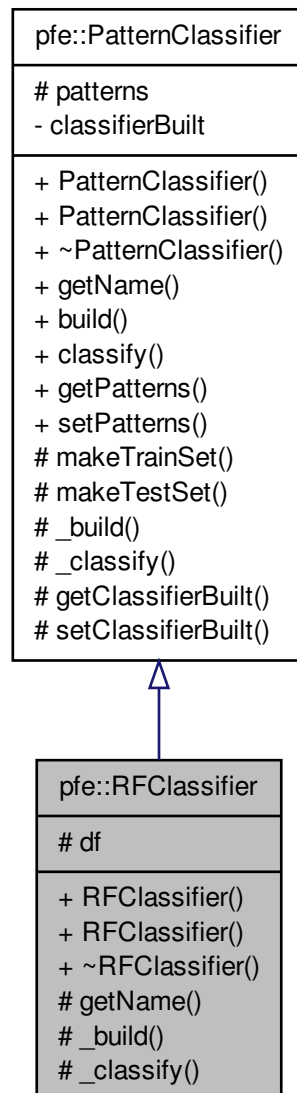 pfe::PatternClassifier
# patterns
- classifierBuilt
+ PatternClassifier()
+ PatternClassifier()
+ ~PatternClassifier()
+ getName()
+ build()
+ classify()
+ getPatterns()
+ setPatterns()
# makeTrainSet()
# makeTestSet()
# _build()
# _classify()
# getClassifierBuilt()
# setClassifierBuilt()
pfe::RFClassifier
# df
+ RFClassifier()
+ RFClassifier()
+ ~RFClassifier()
# getName()
# _build()
# _classify()